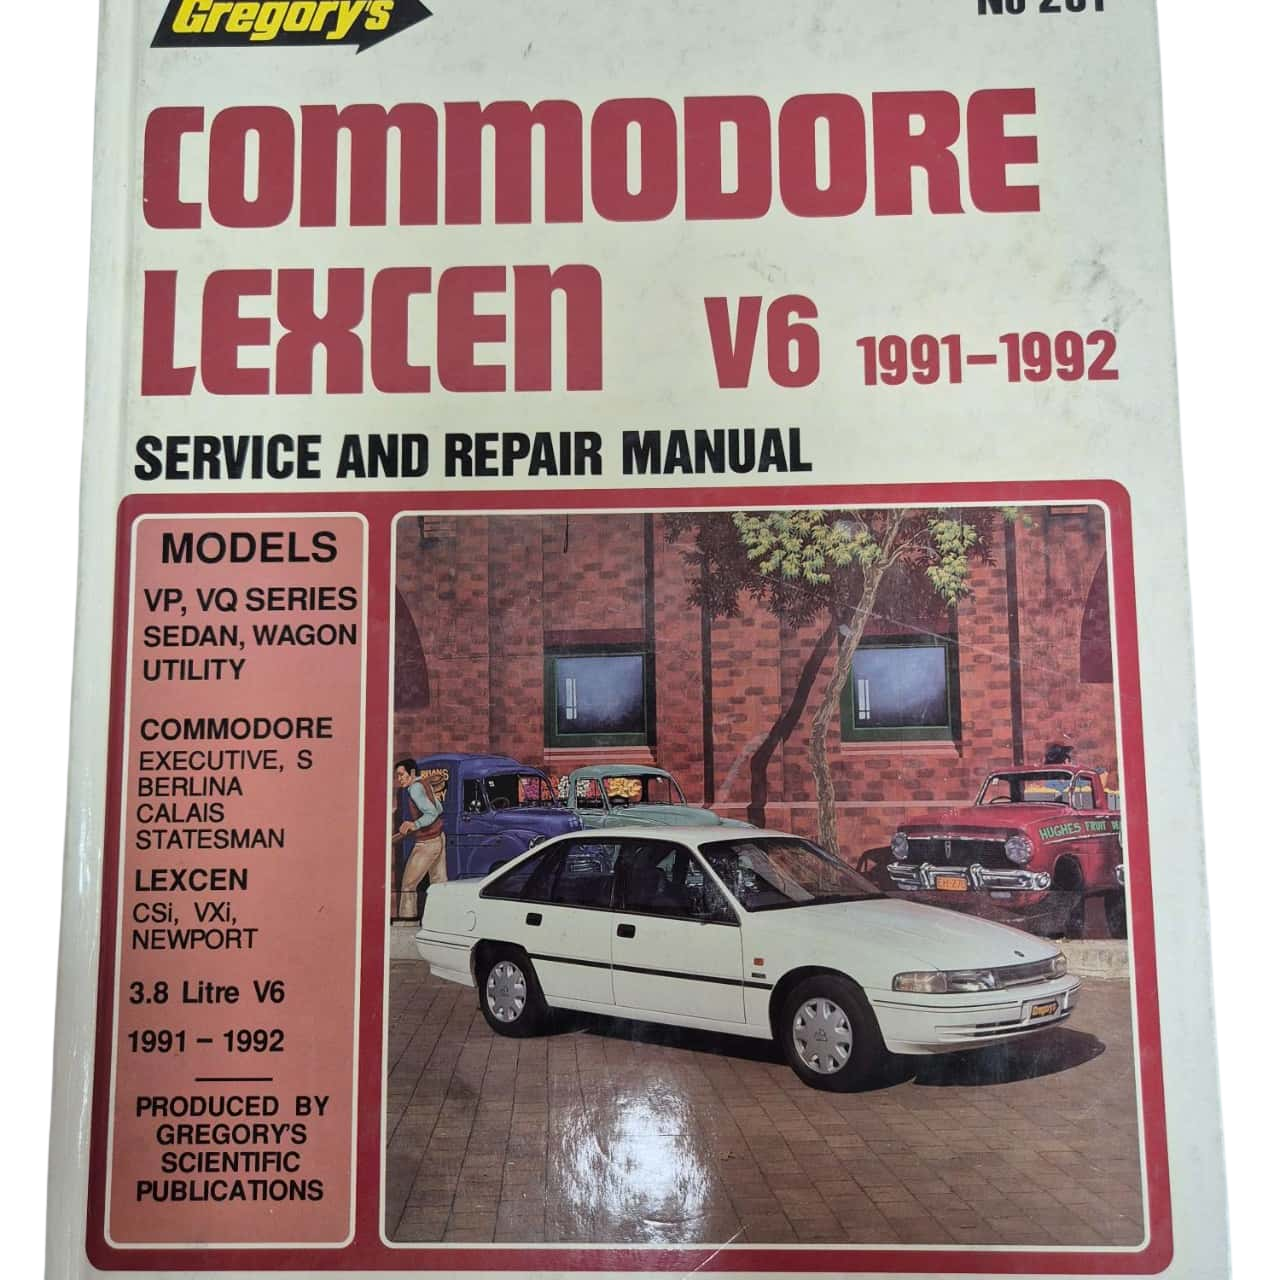 Gregory's
No 261
COMMODORE
LEXCEN V6 1991-1992
SERVICE AND REPAIR MANUAL
MODELS
VP, VQ SERIES
SEDAN, WAGON
UTILITY
COMMODORE
EXECUTIVE, S
BERLINA
CALAIS
STATESMAN
LEXCEN
CSi, VXi,
NEWPORT
3.8 Litre V6
1991 - 1992
PRODUCED BY
GREGORY'S
SCIENTIFIC
PUBLICATIONS
HUGHES FRUIT
Gregory's